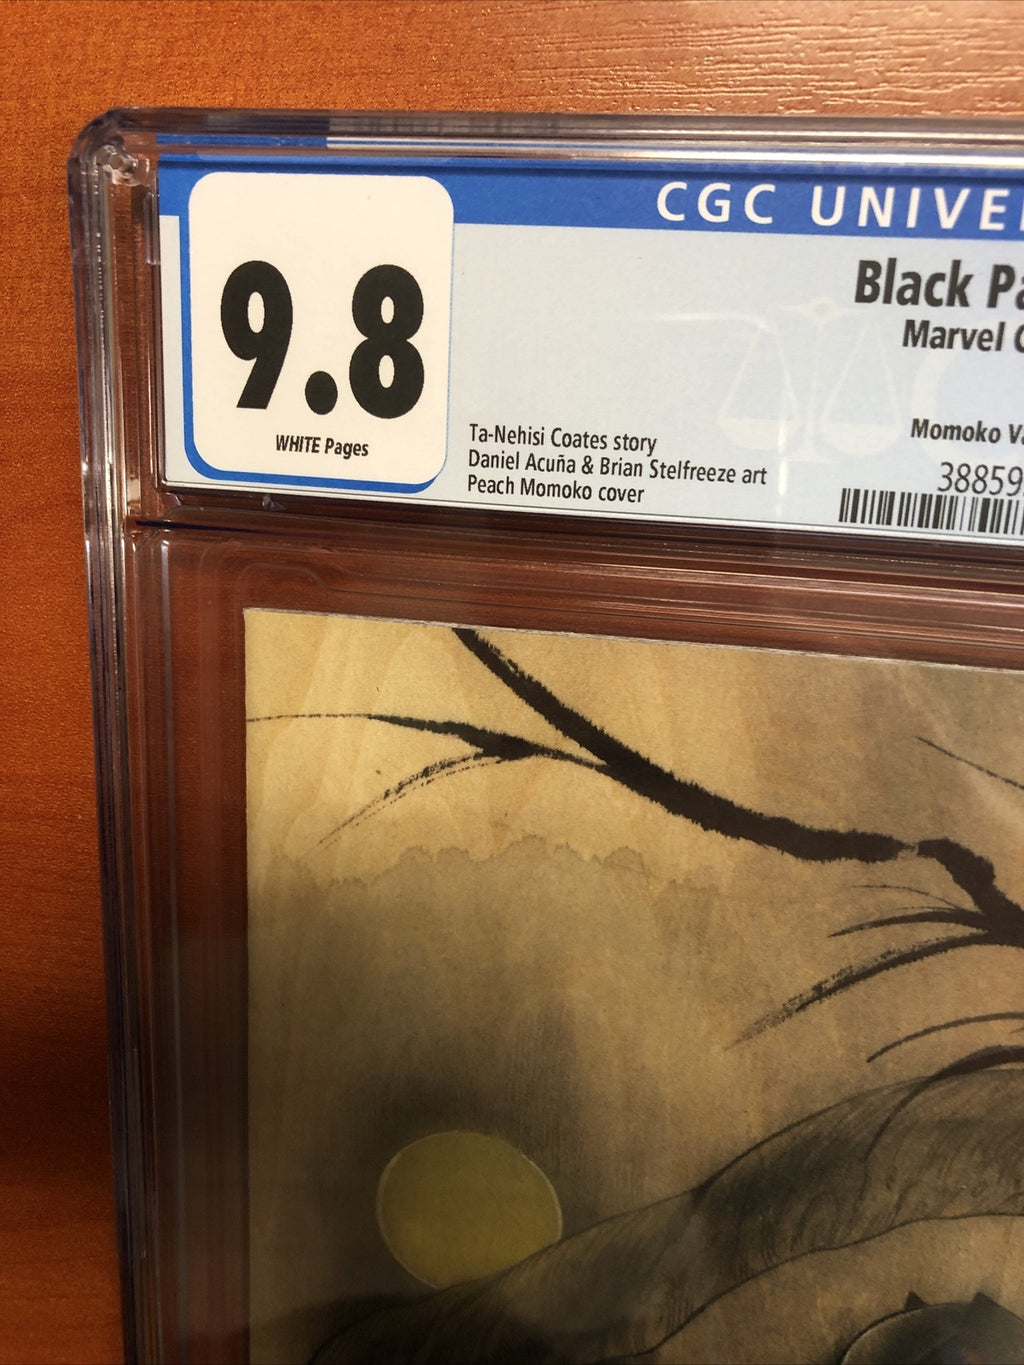 CGC UNIVE
9.8
WHITE Pages
Black Pa
Marvel C
Ta-Nehisi Coates story
Daniel Acuña & Brian Stelfreeze art
Peach Momoko cover
Momoko Va
38859